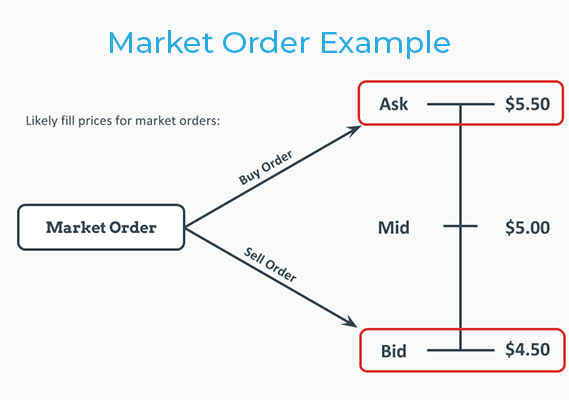 Market Order Example
Likely fill prices for market orders:
Ask $5.50
Buy Order
Market Order
Mid $5.00
Sell Order
Bid $4.50